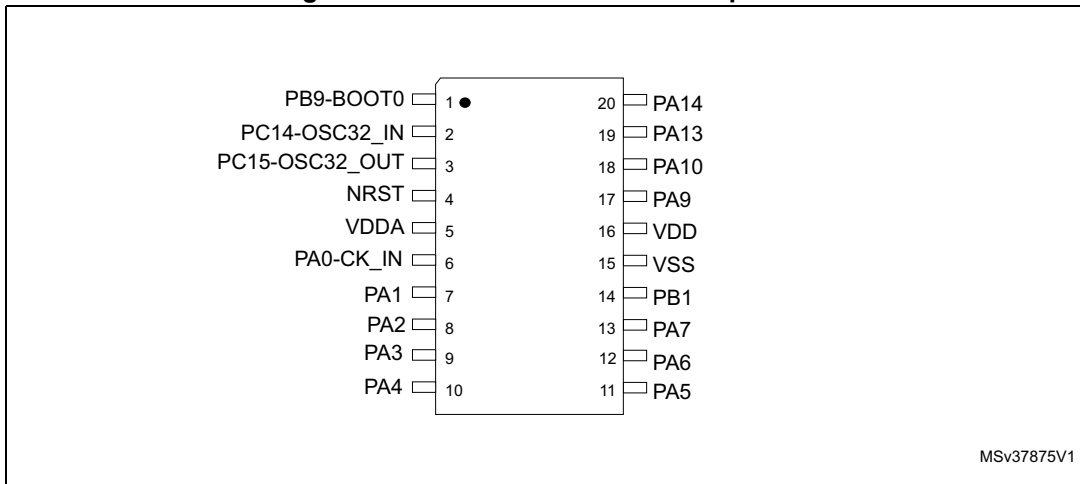 PB9-BOOT0 1 20 PA14
PC14-OSC32_IN 2 19 PA13
PC15-OSC32_OUT 3 18 PA10
NRST 4 17 PA9
VDDA 5 16 VDD
PA0-CK_IN 6 15 VSS
PA1 7 14 PB1
PA2 8 13 PA7
PA3 9 12 PA6
PA4 10 11 PA5
MSv37875V1